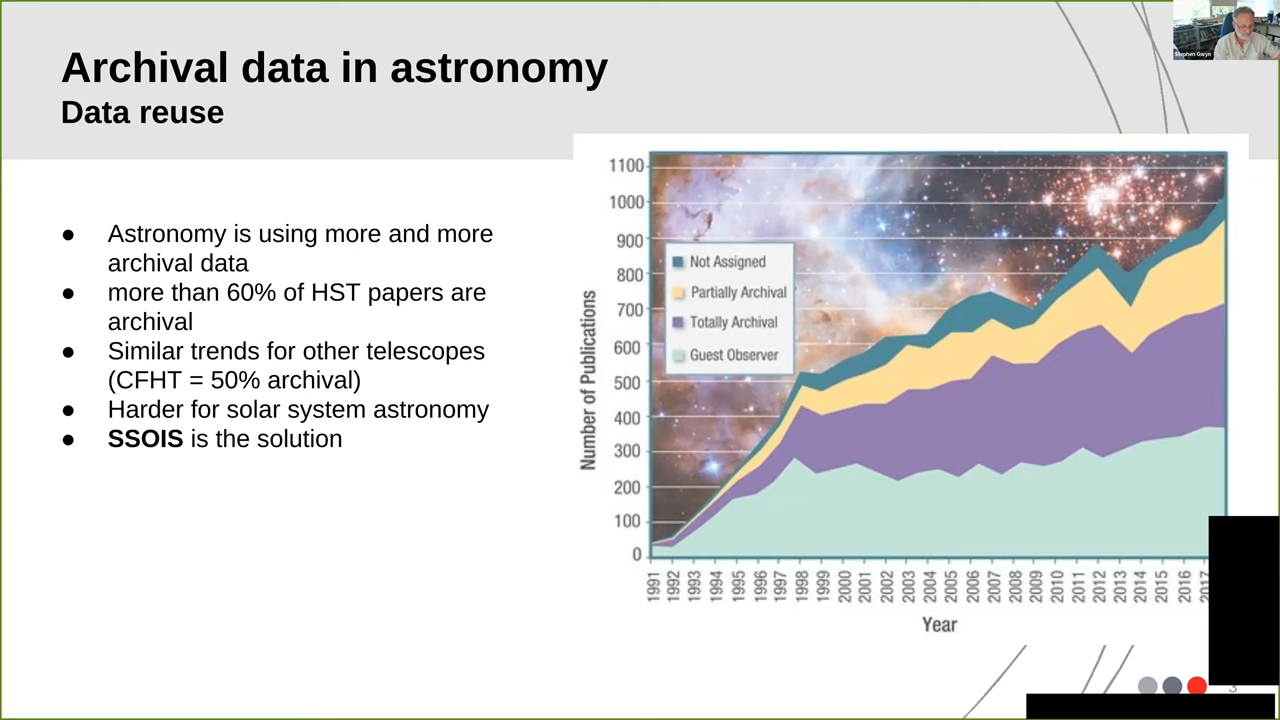 Stephen Gwyn
Archival data in astronomy
Data reuse
● Astronomy is using more and more
archival data
● more than 60% of HST papers are
archival
● Similar trends for other telescopes
(CFHT = 50% archival)
● Harder for solar system astronomy
● SSOIS is the solution
Number of Publications
1100
1000
900
800
700
600
500
400
300
200
100
0
Not Assigned
Partially Archival
Totally Archival
Guest Observer
1991 1992 1993 1994 1995 1996 1997 1998 1999 2000 2001 2002 2003 2004 2005 2006 2007 2008 2009 2010 2011 2012 2013 2014 2015 2016 2017
Year
3